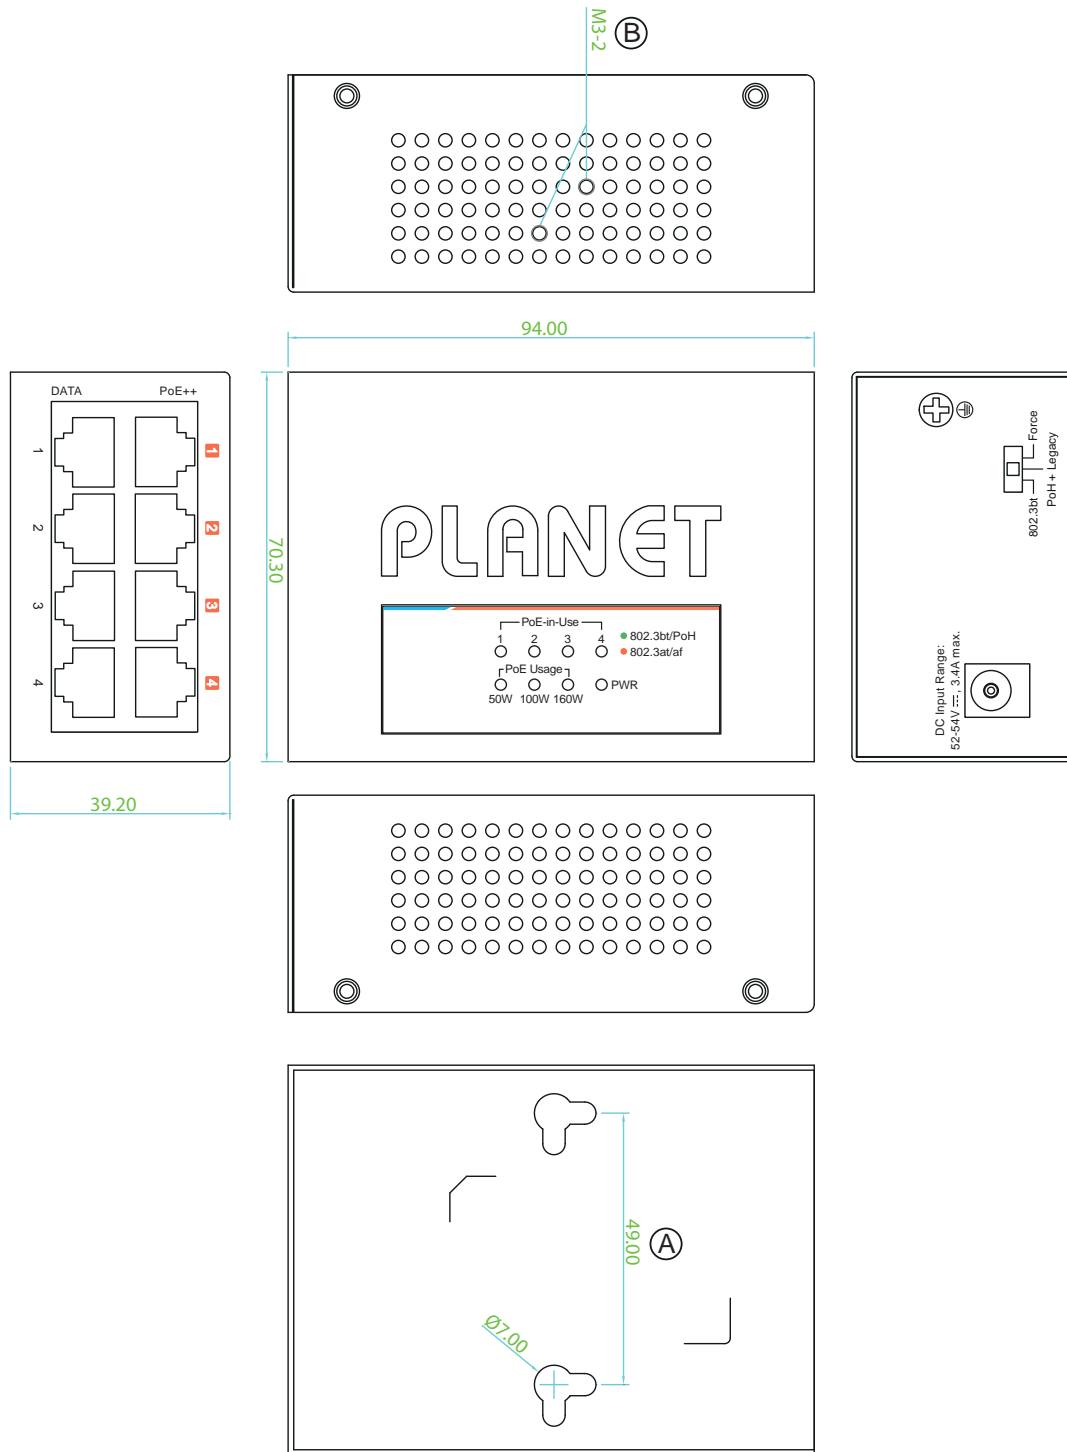 M3-2
B
94.00
DATA PoE++
1 1
2 2
3 3
4 4
39.20
70.30
PLANET
PoE-in-Use
1 2 3 4
802.3bt/PoH
802.3at/af
PoE Usage
50W 100W 160W
PWR
Force
PoH + Legacy
802.3bt
DC Input Range:
52-54V ⎓, 3.4A max.
49.00
A
Ø7.00